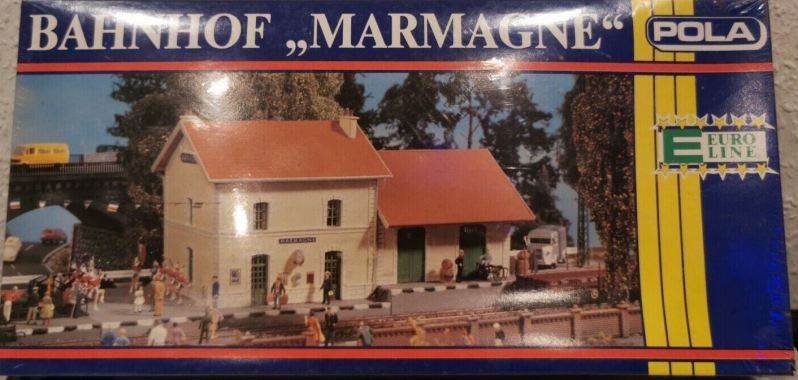 BAHNHOF „MARMAGNE“
POLA
E EURO
LINE
MARMAGNE